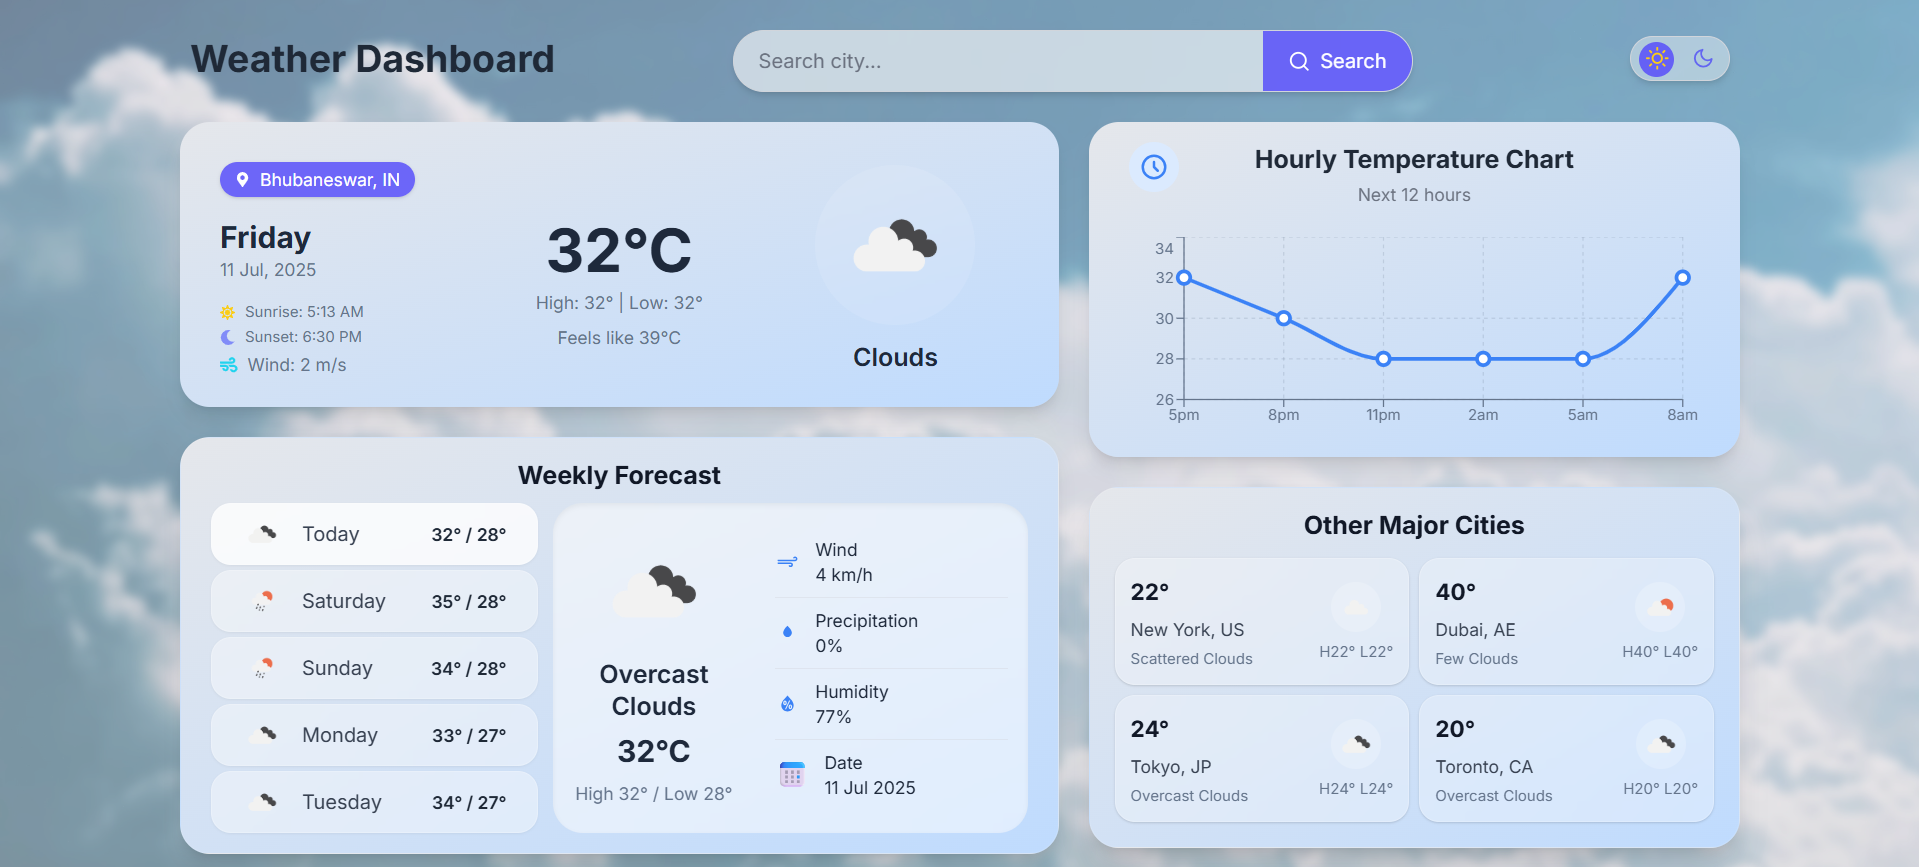 Weather Dashboard
Search city...
Search
Bhubaneswar, IN
Friday
11 Jul, 2025
Sunrise: 5:13 AM
Sunset: 6:30 PM
Wind: 2 m/s
32°C
High: 32° | Low: 32°
Feels like 39°C
Clouds
Hourly Temperature Chart
Next 12 hours
34
32
30
28
26
5pm 8pm 11pm 2am 5am 8am
Weekly Forecast
Today 32° / 28°
Saturday 35° / 28°
Sunday 34° / 28°
Monday 33° / 27°
Tuesday 34° / 27°
Overcast
Clouds
32°C
High 32° / Low 28°
Wind
4 km/h
Precipitation
0%
Humidity
77%
Date
11 Jul 2025
Other Major Cities
22°
New York, US
Scattered Clouds
H22° L22°
40°
Dubai, AE
Few Clouds
H40° L40°
24°
Tokyo, JP
Overcast Clouds
H24° L24°
20°
Toronto, CA
Overcast Clouds
H20° L20°